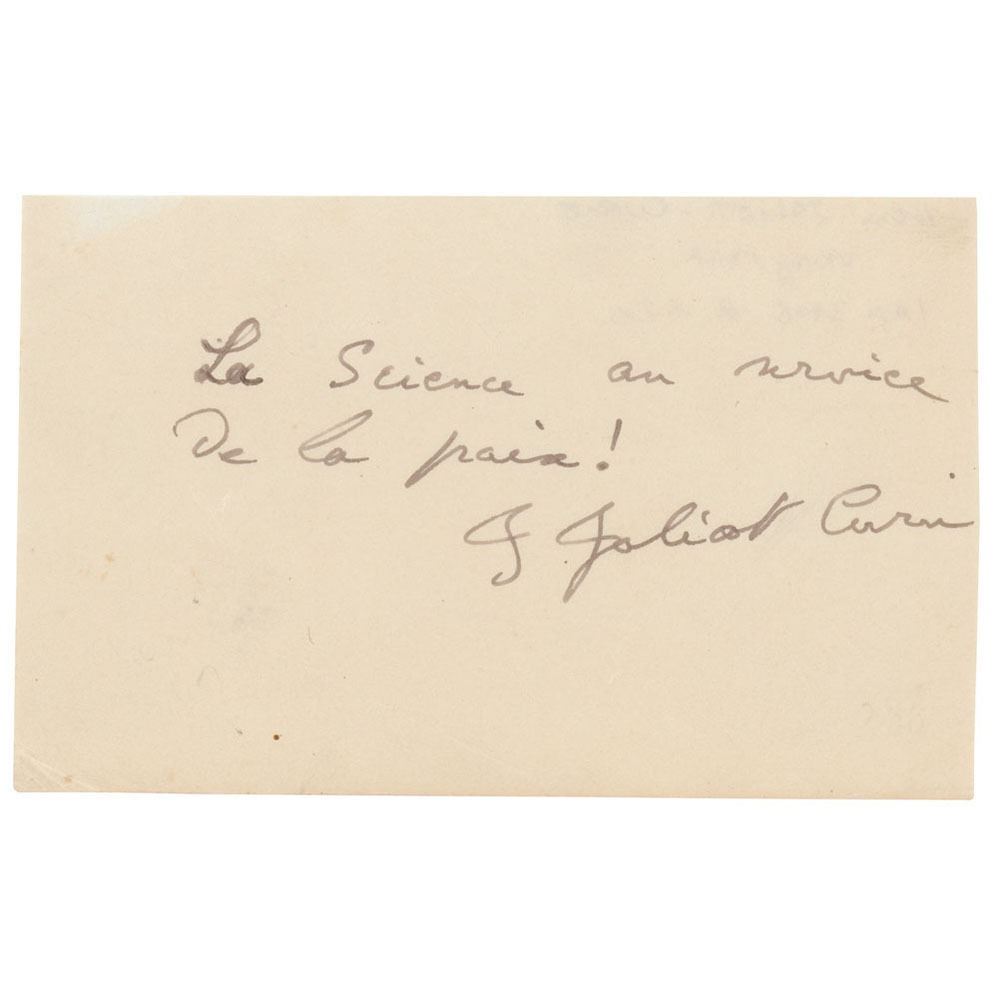 La Science au service
De la paix!
F Joliot Curie